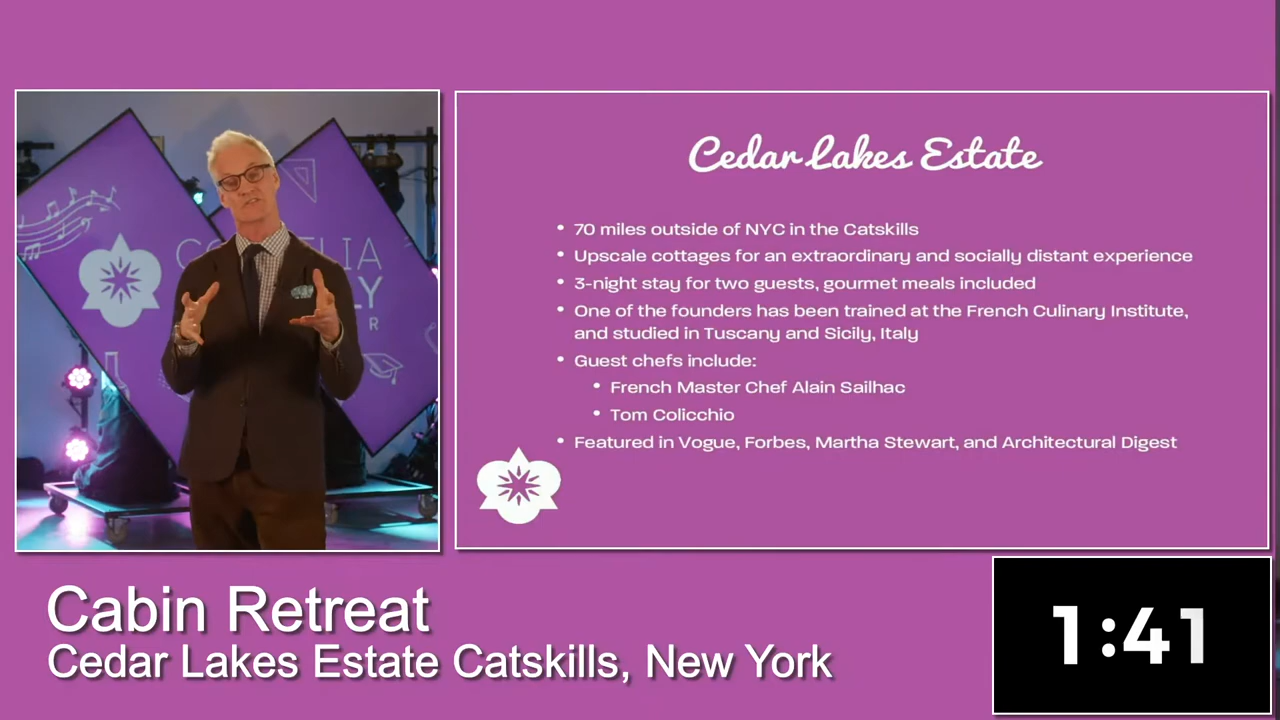 Cedar Lakes Estate
• 70 miles outside of NYC in the Catskills
• Upscale cottages for an extraordinary and socially distant experience
• 3-night stay for two guests, gourmet meals included
• One of the founders has been trained at the French Culinary Institute,
and studied in Tuscany and Sicily, Italy
• Guest chefs include:
• French Master Chef Alain Sailhac
• Tom Colicchio
• Featured in Vogue, Forbes, Martha Stewart, and Architectural Digest
Cabin Retreat
Cedar Lakes Estate Catskills, New York
1:41